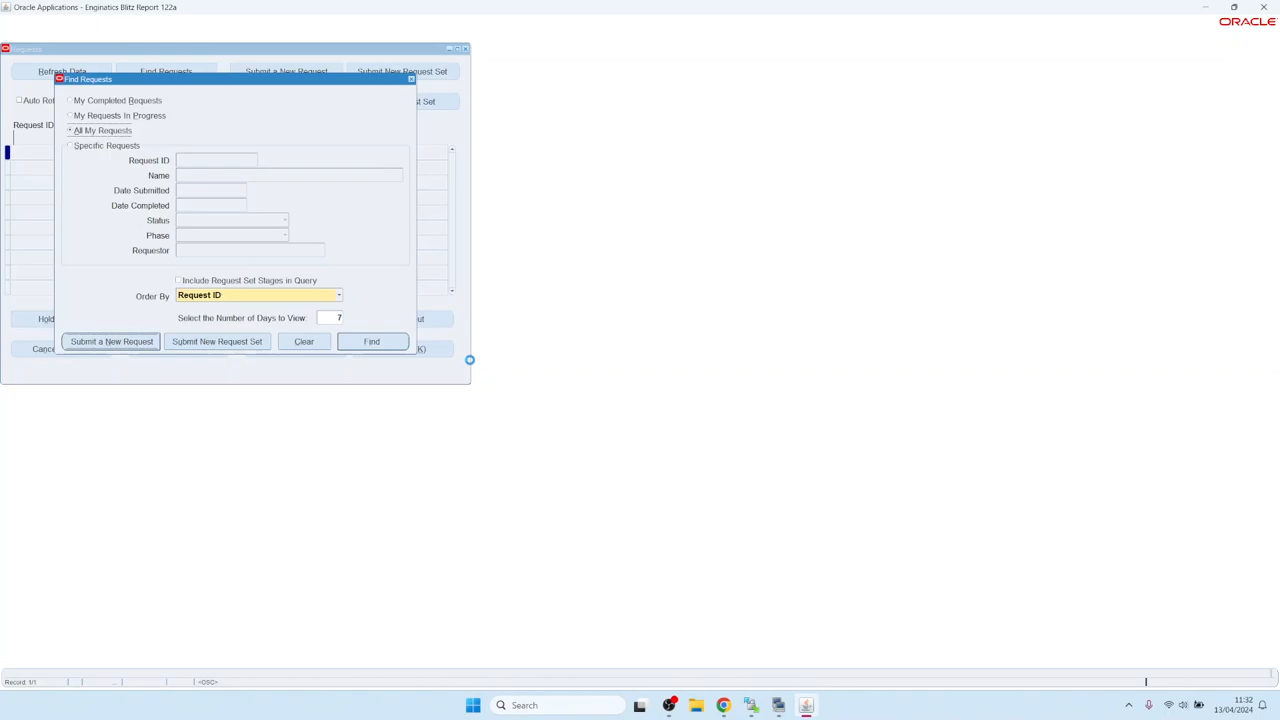 Oracle Applications - Enginatics Blitz Report 122a
ORACLE
Requests
Refresh Data
Find Requests
Submit a New Request
Submit New Request Set
Find Requests
Auto Ref
My Completed Requests
t Set
My Requests In Progress
Request ID
All My Requests
Specific Requests
Request ID
Name
Date Submitted
Date Completed
Status
Phase
Requestor
Include Request Set Stages in Query
Order By
Request ID
Hold
Select the Number of Days to View:
7
ut
Submit a New Request
Submit New Request Set
Clear
Find
Cance
K)
Record: 1/1
...
<OSC>
Search
11:32
13/04/2024